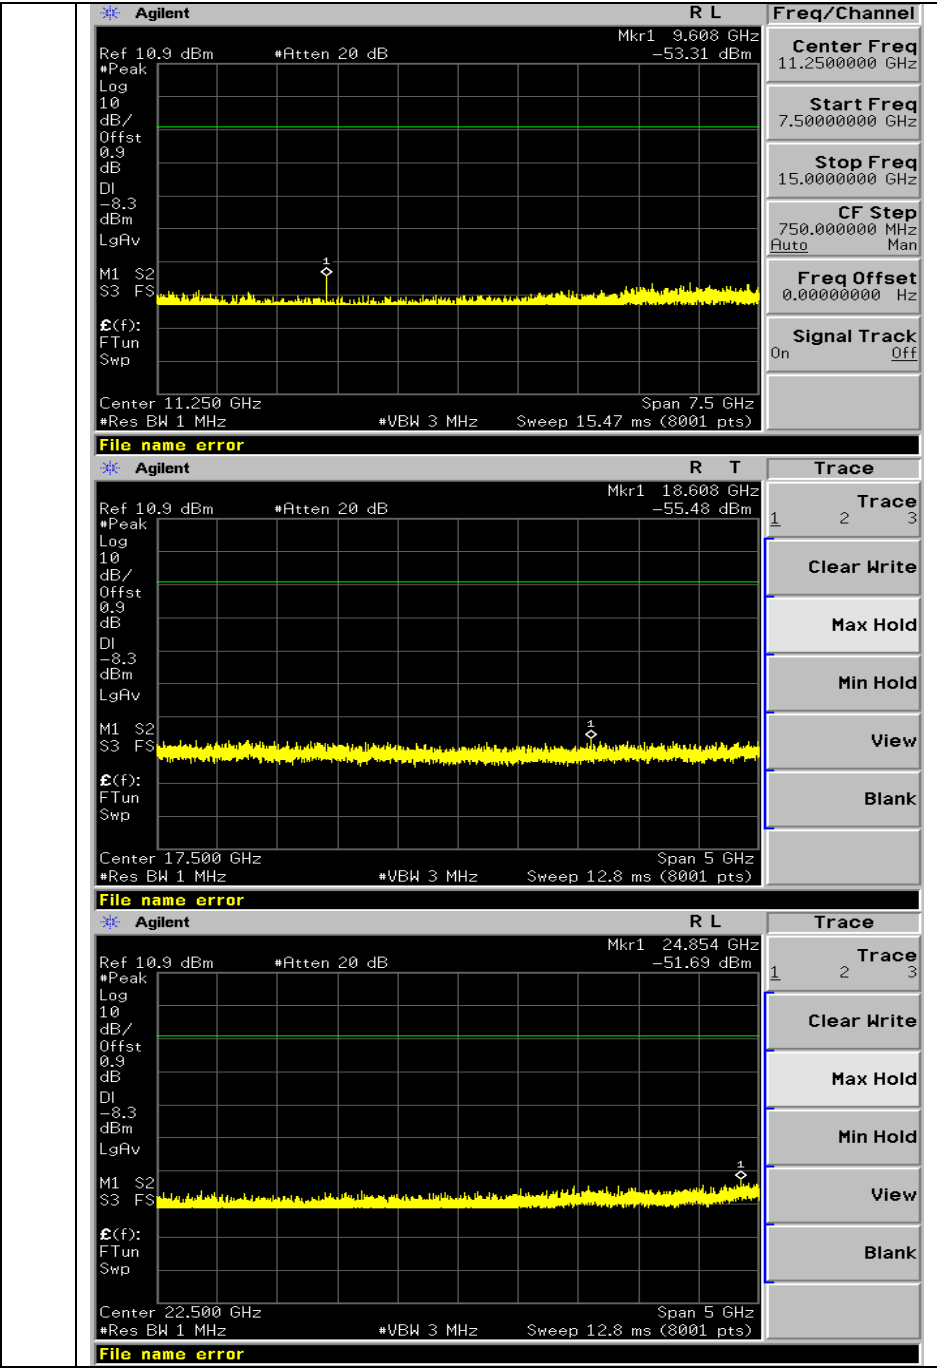 Agilent R L Freq/Channel
Mkr1 9.608 GHz
Ref 10.9 dBm #Atten 20 dB -53.31 dBm
#Peak
Log
10
dB/
Offst
0.9
dB
DI
-8.3
dBm
LgAv
1
M1 S2
S3 FS
£(f):
FTun
Swp
Center 11.250 GHz Span 7.5 GHz
#Res BW 1 MHz #VBW 3 MHz Sweep 15.47 ms (8001 pts)
File name error
Center Freq
11.2500000 GHz
Start Freq
7.50000000 GHz
Stop Freq
15.0000000 GHz
CF Step
750.000000 MHz
Auto Man
Freq Offset
0.00000000 Hz
Signal Track
On Off
Agilent R T Trace
Mkr1 18.608 GHz
Ref 10.9 dBm #Atten 20 dB -55.48 dBm
#Peak
Log
10
dB/
Offst
0.9
dB
DI
-8.3
dBm
LgAv
1
M1 S2
S3 FS
£(f):
FTun
Swp
Center 17.500 GHz Span 5 GHz
#Res BW 1 MHz #VBW 3 MHz Sweep 12.8 ms (8001 pts)
File name error
Trace
1 2 3
Clear Write
Max Hold
Min Hold
View
Blank
Agilent R L Trace
Mkr1 24.854 GHz
Ref 10.9 dBm #Atten 20 dB -51.69 dBm
#Peak
Log
10
dB/
Offst
0.9
dB
DI
-8.3
dBm
LgAv
1
M1 S2
S3 FS
£(f):
FTun
Swp
Center 22.500 GHz Span 5 GHz
#Res BW 1 MHz #VBW 3 MHz Sweep 12.8 ms (8001 pts)
File name error
Trace
1 2 3
Clear Write
Max Hold
Min Hold
View
Blank